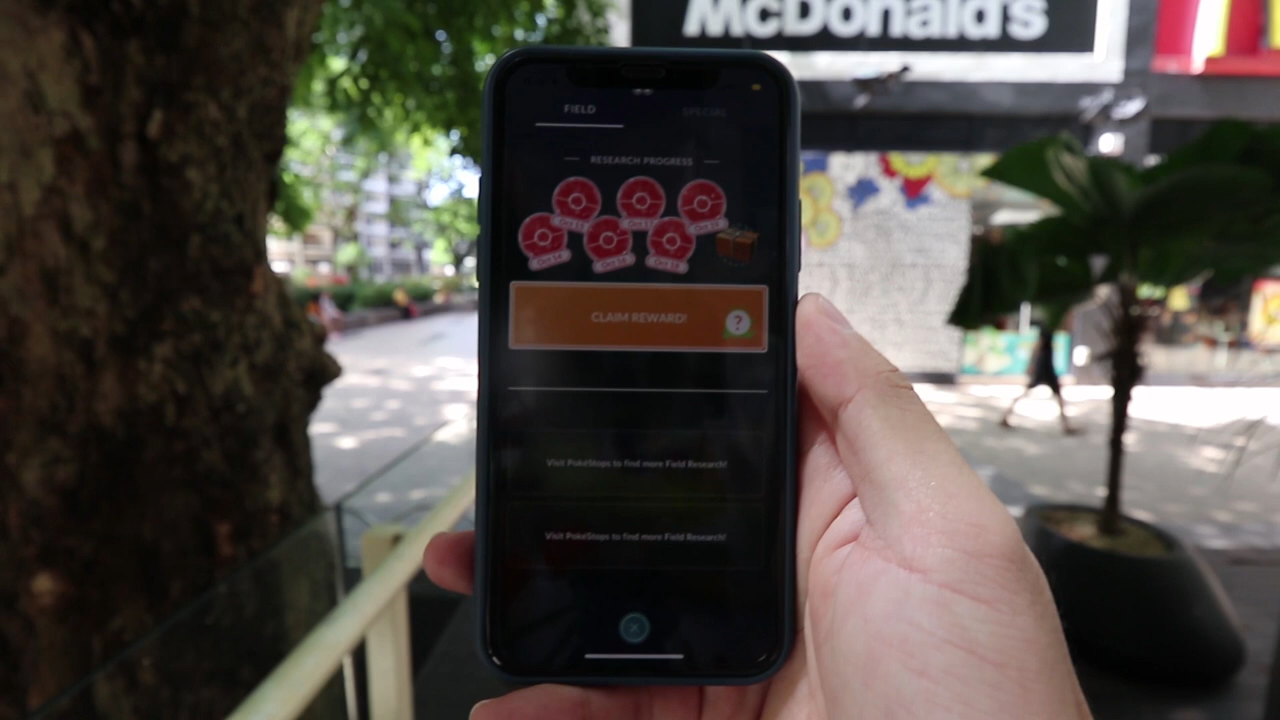 McDonald's
FIELD
SPECIAL
RESEARCH PROGRESS
CLAIM REWARD!
?
Visit PokéStops to find more Field Research!
Visit PokéStops to find more Field Research!